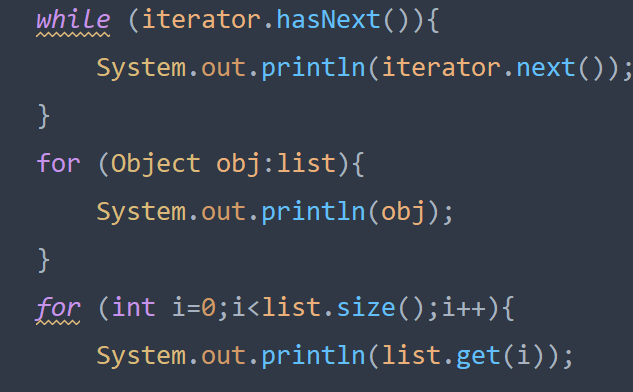 while (iterator.hasNext()){
    System.out.println(iterator.next());
}
for (Object obj:list){
    System.out.println(obj);
}
for (int i=0;i<list.size();i++){
    System.out.println(list.get(i));